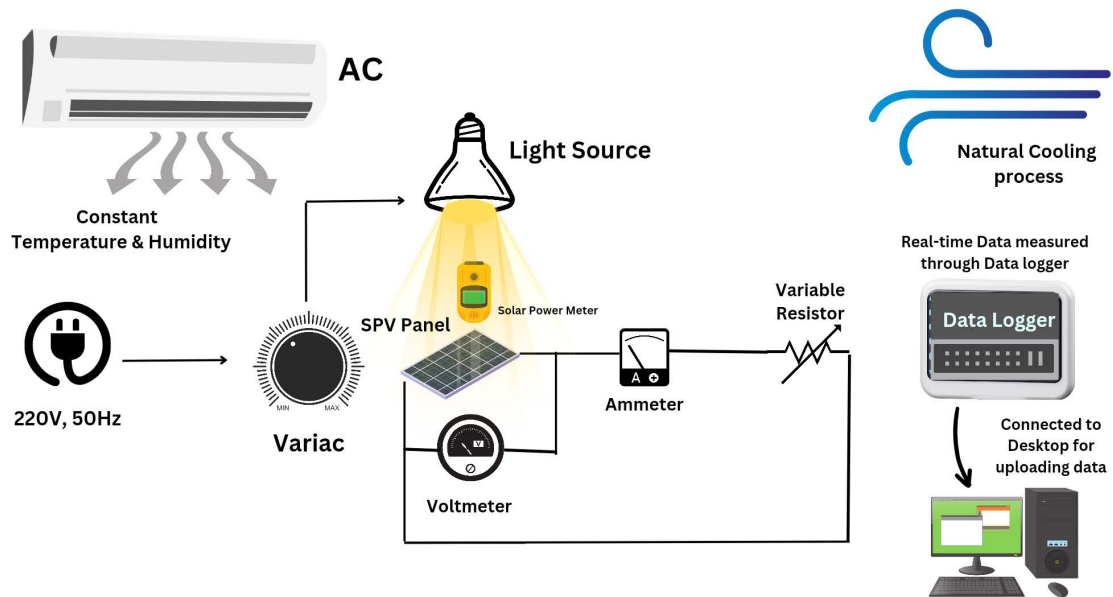 AC
Constant
Temperature & Humidity
Light Source
Natural Cooling
process
Real-time Data measured
through Data logger
Data Logger
Connected to
Desktop for
uploading data
220V, 50Hz
MIN MAX
Variac
SPV Panel
Solar Power Meter
V
Voltmeter
A
Ammeter
Variable
Resistor